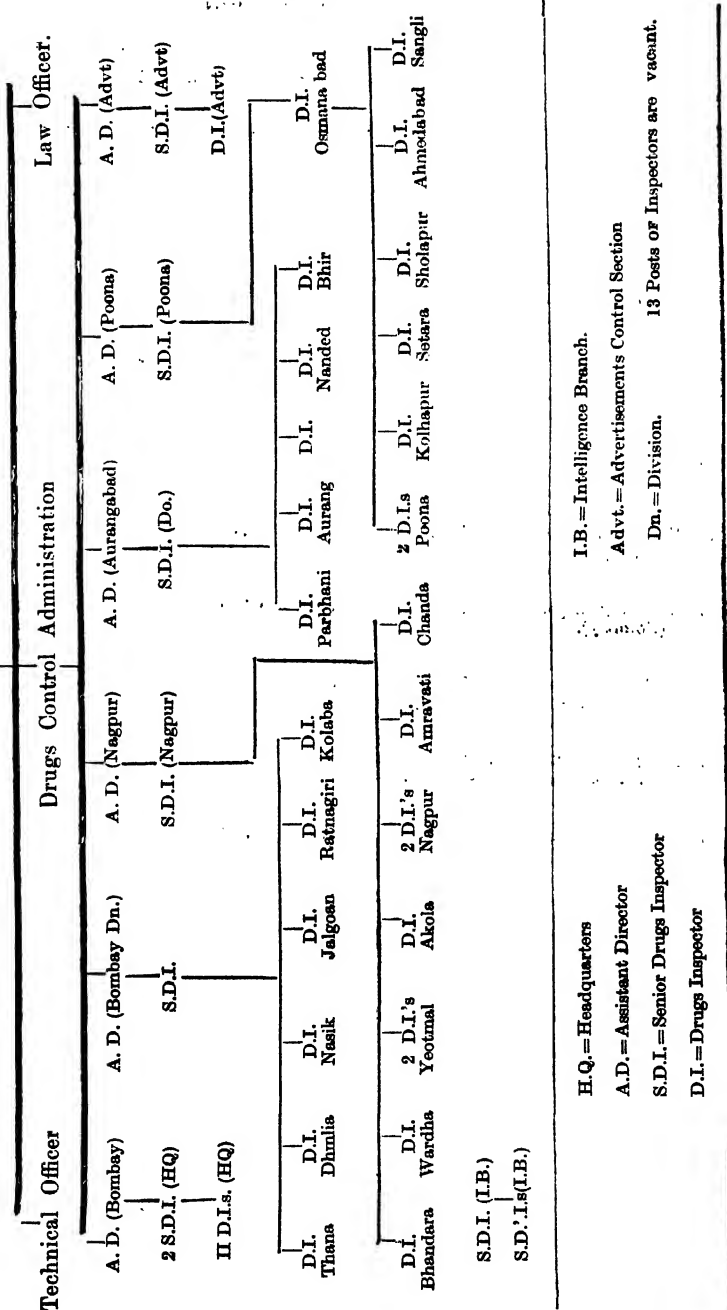 Technical Officer Drugs Control Administration Law Officer.
A. D. (Bombay) A. D. (Bombay Dn.) A. D. (Nagpur) A. D. (Aurangabad) A. D. (Poona) A. D. (Advt)
2 S.D.I. (HQ) S.D.I. S.D.I. (Nagpur) S.D.I. (Do.) S.D.I. (Poona) S.D.I. (Advt)
II D.I.s. (HQ) D.I.(Advt)
D.I. D.I. D.I. D.I. D.I. D.I. D.I. D.I. D.I. D.I. D.I. D.I.
Thana Dhulia Nasik Jalgoan Ratnagiri Kolaba Parbhani Aurang Nanded Bhir Osmana bad
D.I. D.I. 2 D.I.'s D.I. 2 D.I.'s D.I. D.I. 2 D.I.s D.I. D.I. D.I. D.I. D.I.
Bhandara Wardha Yeotmal Akola Nagpur Amravati Chanda Poona Kolhapur Setara Sholapur Ahmedabad Sangli
S.D.I. (I.B.)
S.D.'.I.s(I.B.)
H.Q.=Headquarters I.B.=Intelligence Branch.
A.D.=Assistant Director Advt.=Advertisements Control Section
S.D.I.=Senior Drugs Inspector Dn.=Division. 13 Posts OF Inspectors are vacant.
D.I.=Drugs Inspector